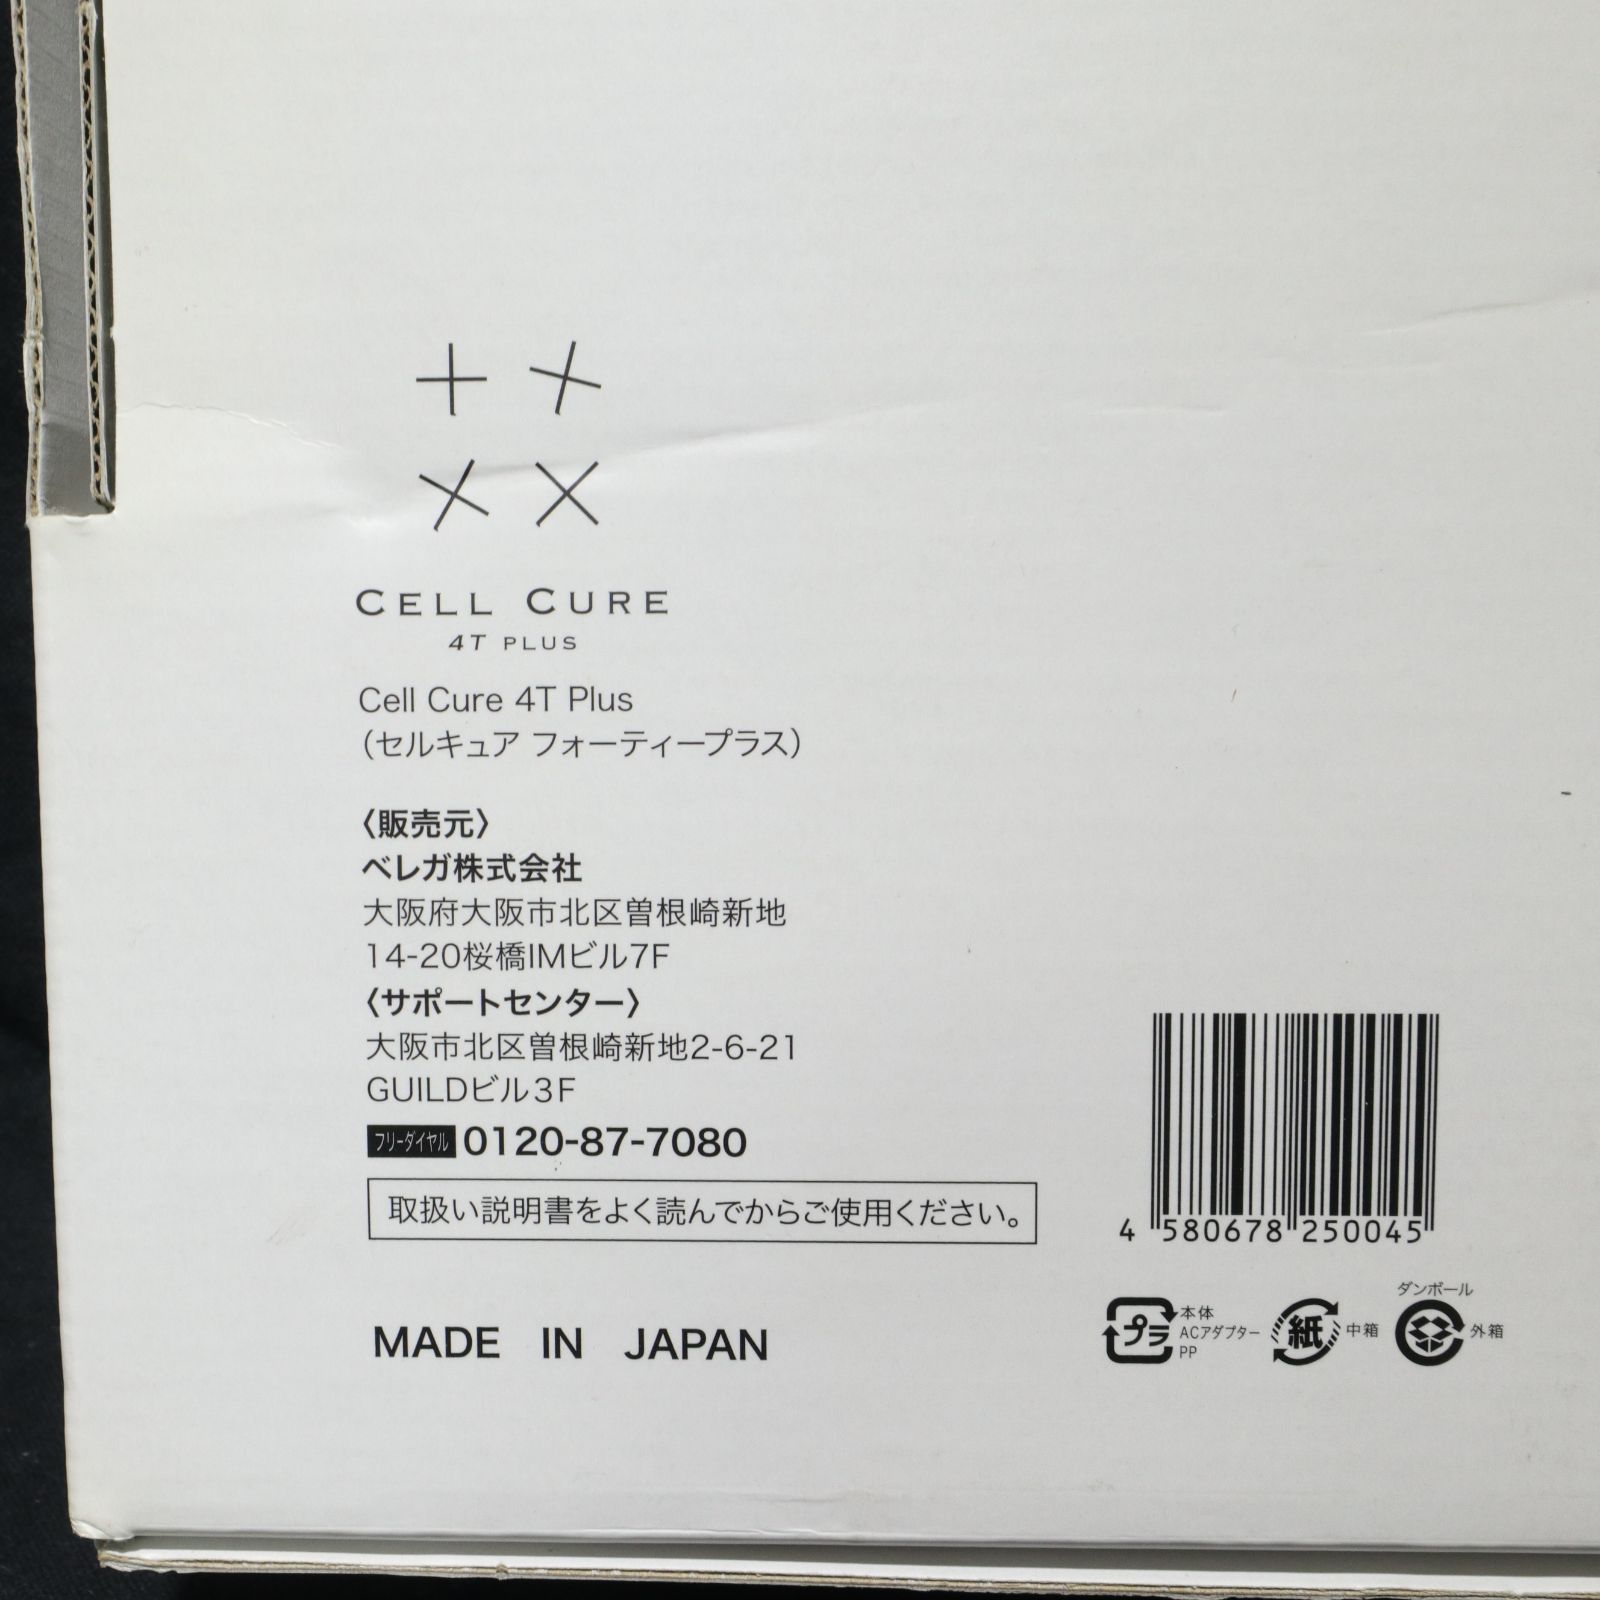 CELL CURE
4T PLUS
Cell Cure 4T Plus
（セルキュア フォーティープラス）
〈販売元〉
ベレガ株式会社
大阪府大阪市北区曽根崎新地
14-20桜橋IMビル7F
〈サポートセンター〉
大阪市北区曽根崎新地2-6-21
GUILDビル3F
フリーダイヤル 0120-87-7080
取扱い説明書をよく読んでからご使用ください。
MADE IN JAPAN
4 580678 250045
プラ
本体
ACアダプター
PP
紙 中箱
ダンボール
外箱